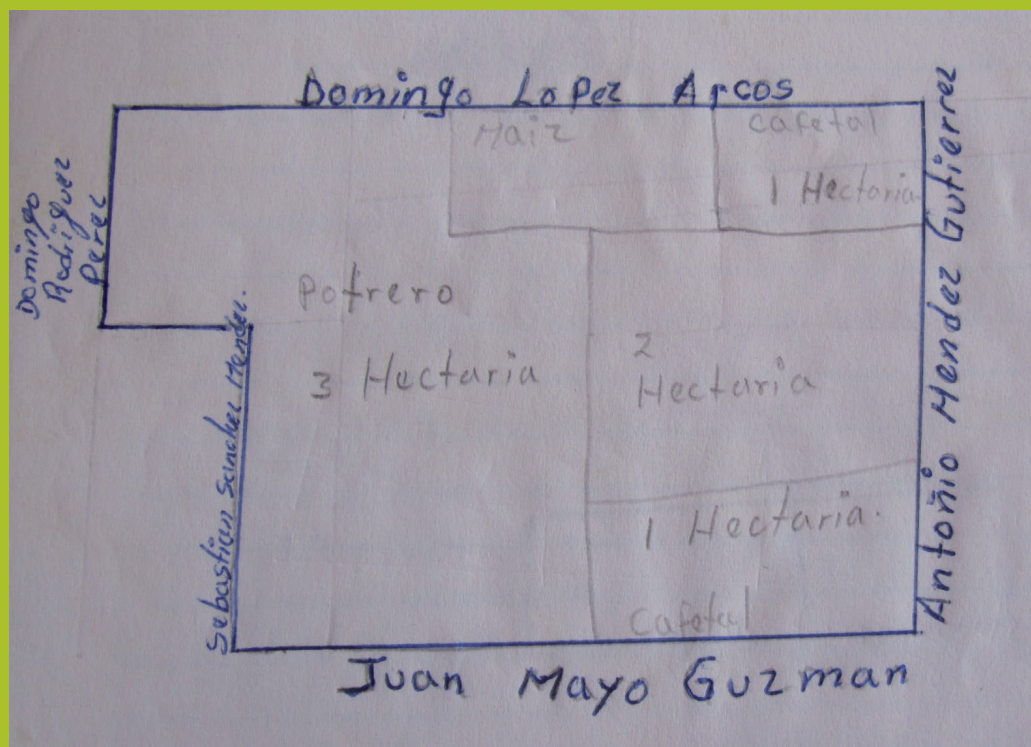 Domingo Lopez Arcos
Maiz
Cafetal
1 Hectaria
Domingo
Rodriguez
Perez
Potrero
3 Hectaria
2
Hectaria
Sebastian Sanchez Mendez.
Antoñio Mendez Gutierrez
1 Hectaria.
Cafetal
Juan Mayo Guzman